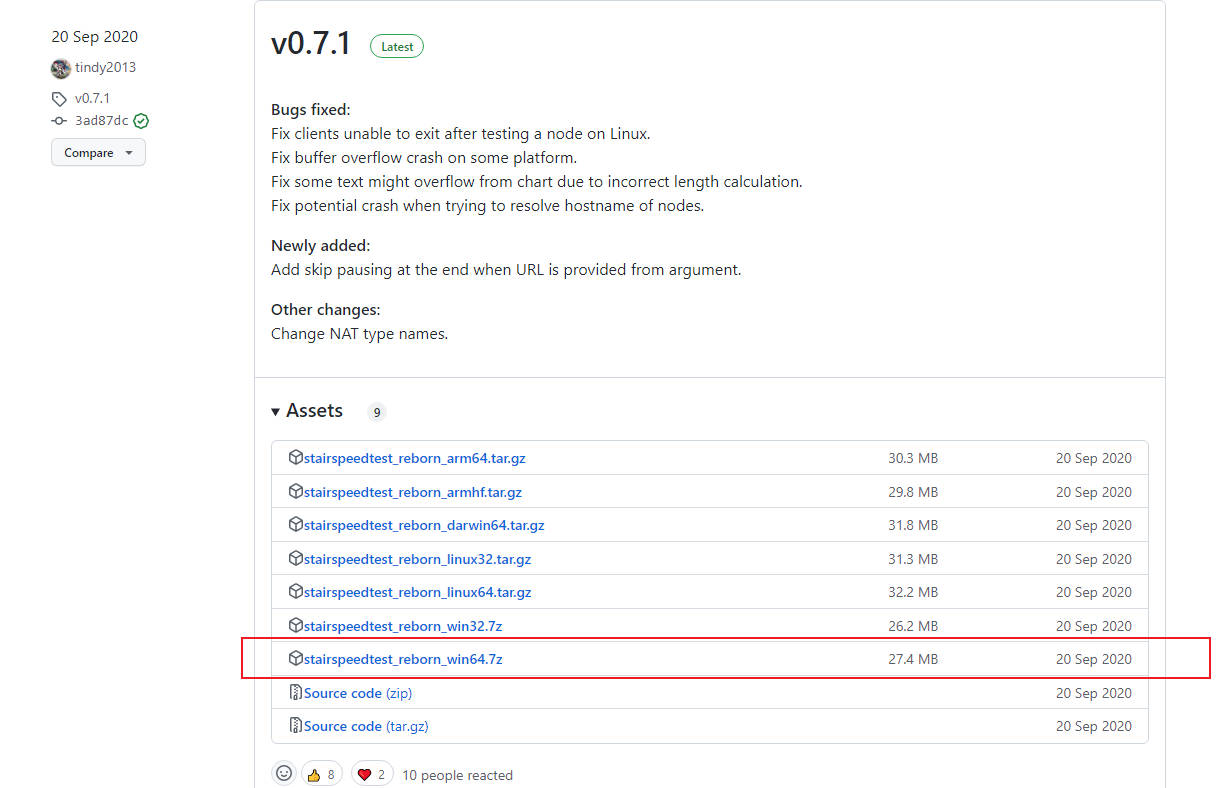 20 Sep 2020
tindy2013
v0.7.1
3ad87dc
Compare
v0.7.1 Latest
Bugs fixed:
Fix clients unable to exit after testing a node on Linux.
Fix buffer overflow crash on some platform.
Fix some text might overflow from chart due to incorrect length calculation.
Fix potential crash when trying to resolve hostname of nodes.
Newly added:
Add skip pausing at the end when URL is provided from argument.
Other changes:
Change NAT type names.
Assets 9
stairspeedtest_reborn_arm64.tar.gz 30.3 MB 20 Sep 2020
stairspeedtest_reborn_armhf.tar.gz 29.8 MB 20 Sep 2020
stairspeedtest_reborn_darwin64.tar.gz 31.8 MB 20 Sep 2020
stairspeedtest_reborn_linux32.tar.gz 31.3 MB 20 Sep 2020
stairspeedtest_reborn_linux64.tar.gz 32.2 MB 20 Sep 2020
stairspeedtest_reborn_win32.7z 26.2 MB 20 Sep 2020
stairspeedtest_reborn_win64.7z 27.4 MB 20 Sep 2020
Source code (zip) 20 Sep 2020
Source code (tar.gz) 20 Sep 2020
8 2 10 people reacted